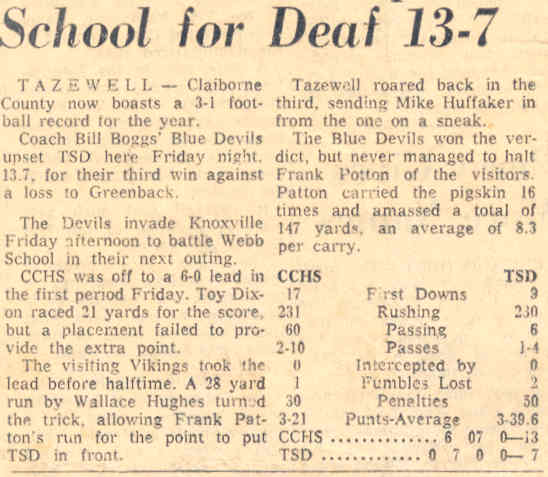 School for Deaf 13-7
TAZEWELL — Claiborne
County now boasts a 3-1 foot-
ball record for the year.
Coach Bill Boggs' Blue Devils
upset TSD here Friday night,
13.7, for their third win against
a loss to Greenback.
The Devils invade Knoxville
Friday afternoon to battle Webb
School in their next outing.
CCHS was off to a 6-0 lead in
the first period Friday. Toy Dix-
on raced 21 yards for the score,
but a placement failed to pro-
vide the extra point.
The visiting Vikings took the
lead before halftime. A 28 yard
run by Wallace Hughes turned
the trick, allowing Frank Pat-
ton's run for the point to put
TSD in front.
Tazewell roared back in the
third, sending Mike Huffaker in
from the one on a sneak.
The Blue Devils won the ver-
dict, but never managed to halt
Frank Potton of the visitors.
Patton carried the pigskin 16
times and amassed a total of
147 yards, an average of 8.3
per carry.
CCHS TSD
17 First Downs 9
231 Rushing 230
60 Passing 6
2-10 Passes 1-4
0 Intercepted by 0
1 Fumbles Lost 2
30 Penalties 50
3-21 Punts-Average 3-39.6
CCHS .............. 6 07 0—13
TSD ............. 0 7 0 0— 7